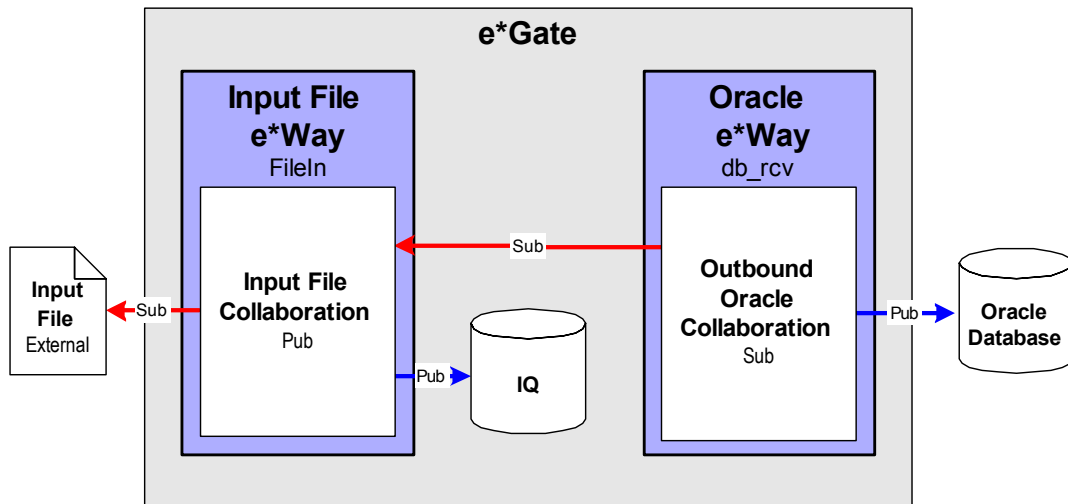 e*Gate
Input File
e*Way
FileIn
Oracle
e*Way
db_rcv
Sub
Input
File
External
Sub
Input File
Collaboration
Pub
Pub
IQ
Outbound
Oracle
Collaboration
Sub
Pub
Oracle
Database